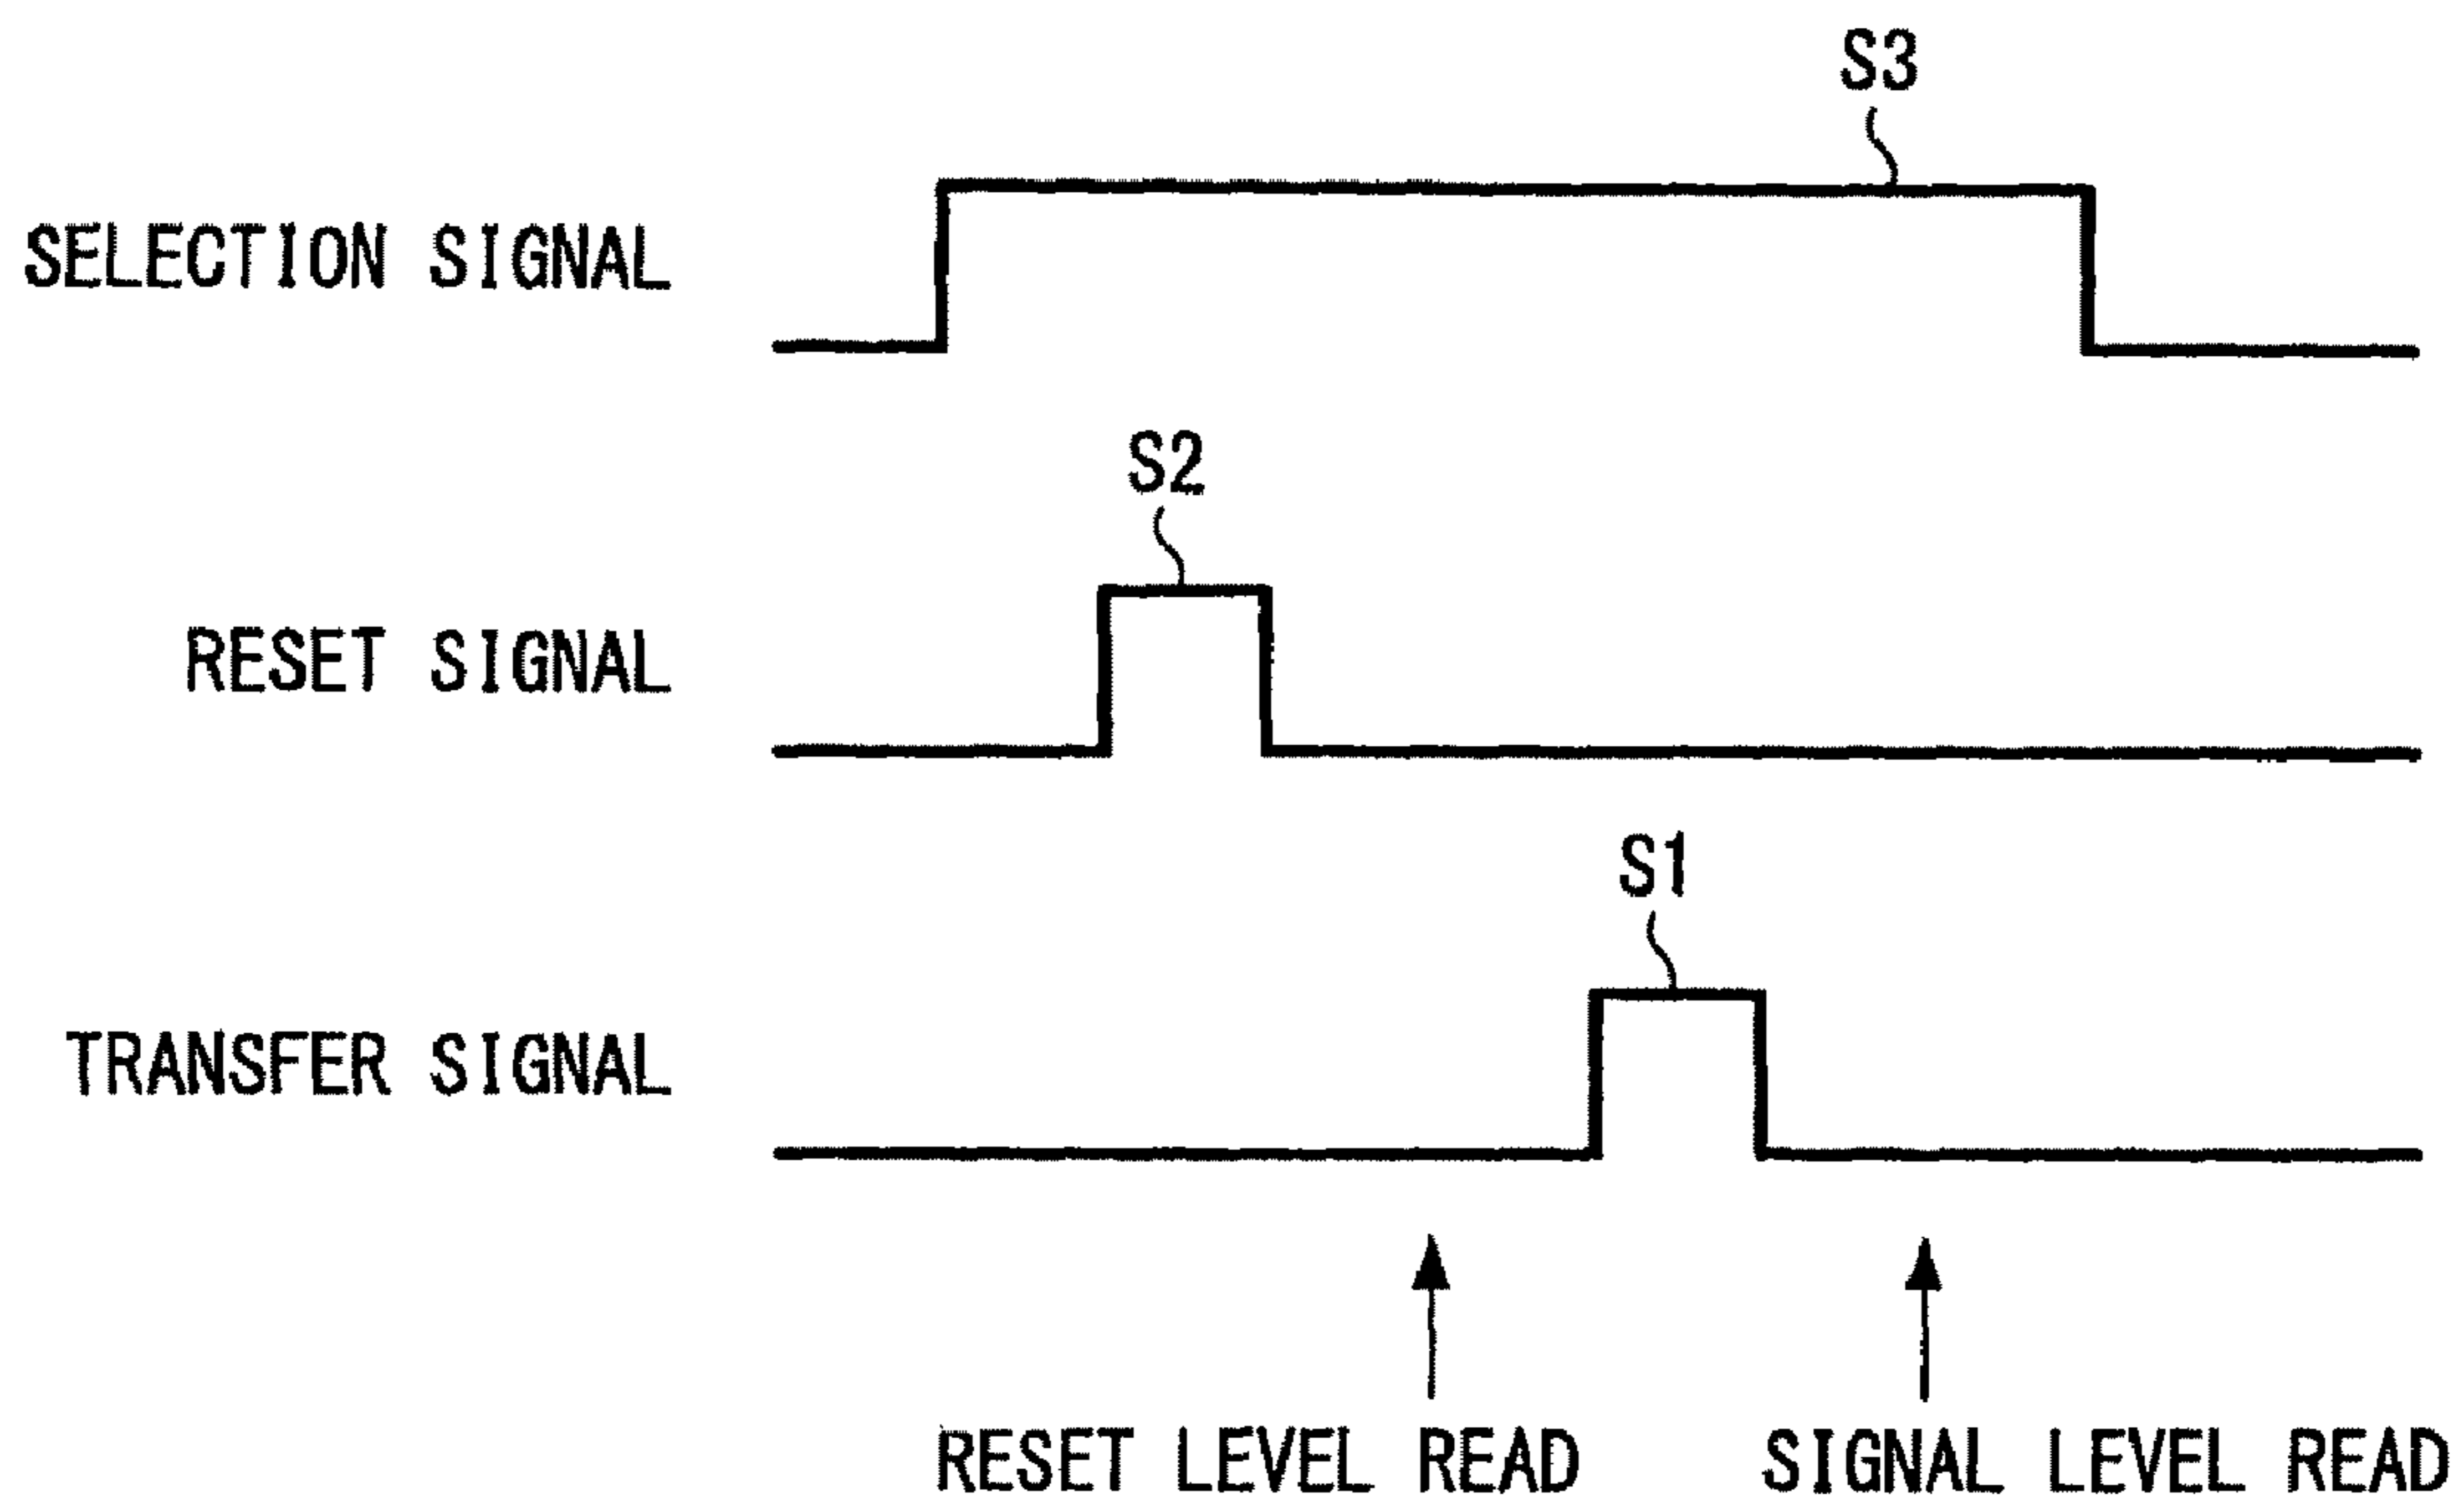 S3
SELECTION SIGNAL
S2
RESET SIGNAL
S1
TRANSFER SIGNAL
RESET LEVEL READ
SIGNAL LEVEL READ